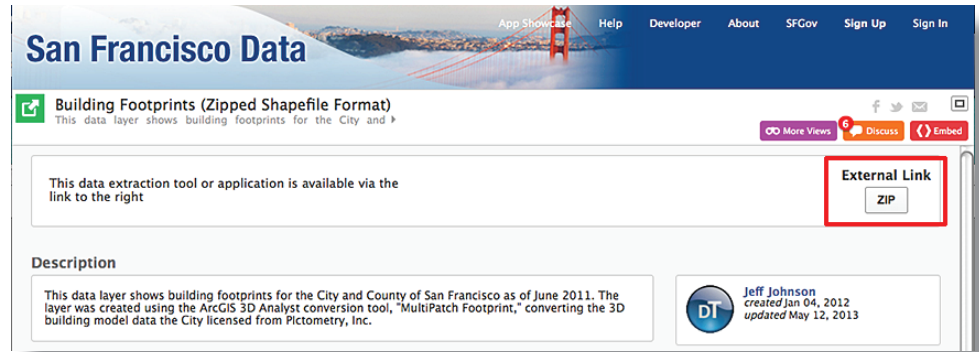 App Showcase Help Developer About SFGov Sign Up Sign In
San Francisco Data
Building Footprints (Zipped Shapefile Format)
This data layer shows building footprints for the City and
More Views
6
Discuss
Embed
This data extraction tool or application is available via the
link to the right
External Link
ZIP
Description
This data layer shows building footprints for the City and County of San Francisco as of June 2011. The
layer was created using the ArcGIS 3D Analyst conversion tool, "MultiPatch Footprint," converting the 3D
building model data the City licensed from Pictometry, Inc.
DT
Jeff Johnson
created Jan 04, 2012
updated May 12, 2013